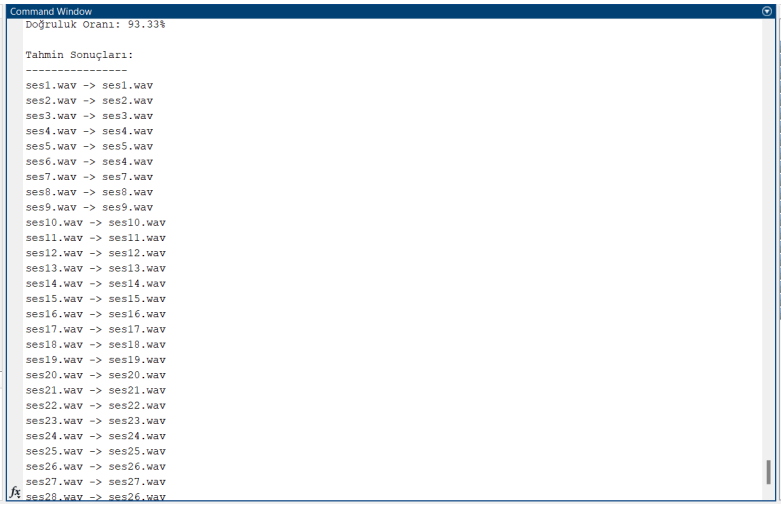 Command Window
Doğruluk Oranı: 93.33%
Tahmin Sonuçları:
----------------
ses1.wav -> ses1.wav
ses2.wav -> ses2.wav
ses3.wav -> ses3.wav
ses4.wav -> ses4.wav
ses5.wav -> ses5.wav
ses6.wav -> ses4.wav
ses7.wav -> ses7.wav
ses8.wav -> ses8.wav
ses9.wav -> ses9.wav
ses10.wav -> ses10.wav
ses11.wav -> ses11.wav
ses12.wav -> ses12.wav
ses13.wav -> ses13.wav
ses14.wav -> ses14.wav
ses15.wav -> ses15.wav
ses16.wav -> ses16.wav
ses17.wav -> ses17.wav
ses18.wav -> ses18.wav
ses19.wav -> ses19.wav
ses20.wav -> ses20.wav
ses21.wav -> ses21.wav
ses22.wav -> ses22.wav
ses23.wav -> ses23.wav
ses24.wav -> ses24.wav
ses25.wav -> ses25.wav
ses26.wav -> ses26.wav
ses27.wav -> ses27.wav
fx ses28.wav -> ses26.wav